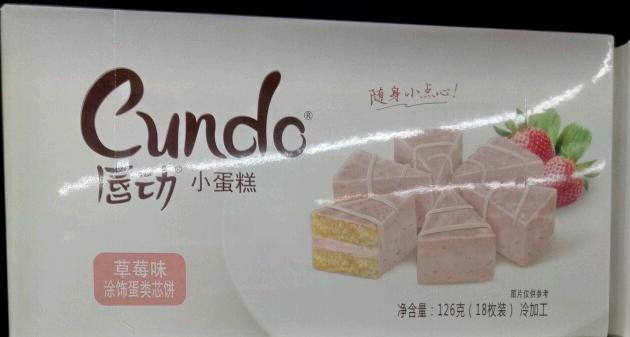 随身小点心!
Cundo®
唇动® 小蛋糕
草莓味
涂饰蛋类芯饼
图片仅供参考
净含量:126克(18枚装) 冷加工